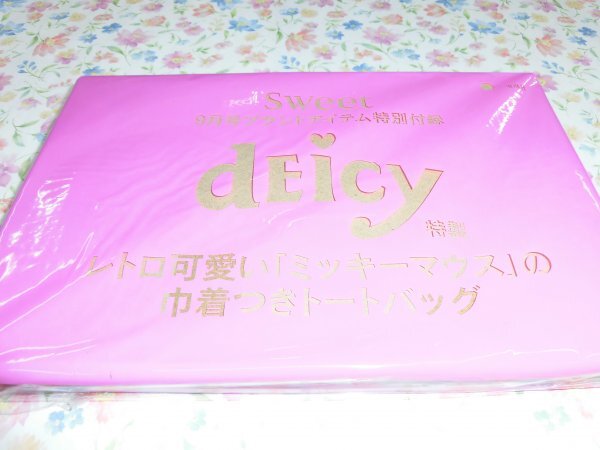 Sweet
9月号ブランドアイテム特別付録
dEicy
特製
レトロ可愛い「ミッキーマウス」の
巾着つきトートバッグ